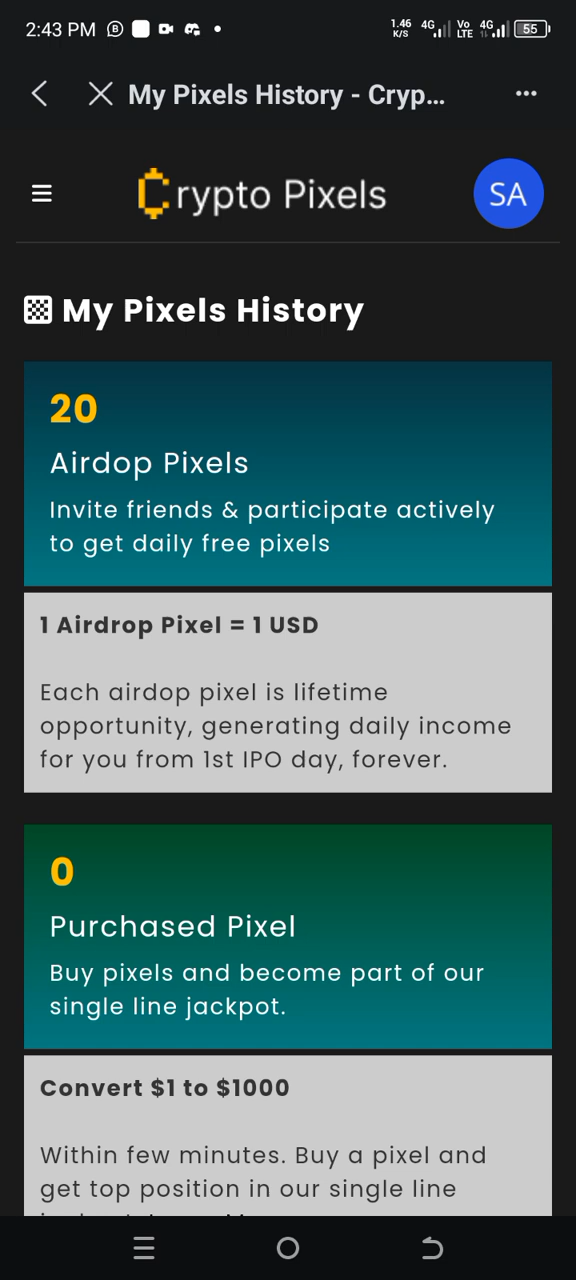 2:43 PM
1.46 K/S 4G Vo LTE 4G 55
My Pixels History - Cryp...
Crypto Pixels
SA
My Pixels History
20
Airdop Pixels
Invite friends & participate actively
to get daily free pixels
1 Airdrop Pixel = 1 USD
Each airdop pixel is lifetime
opportunity, generating daily income
for you from 1st IPO day, forever.
0
Purchased Pixel
Buy pixels and become part of our
single line jackpot.
Convert $1 to $1000
Within few minutes. Buy a pixel and
get top position in our single line